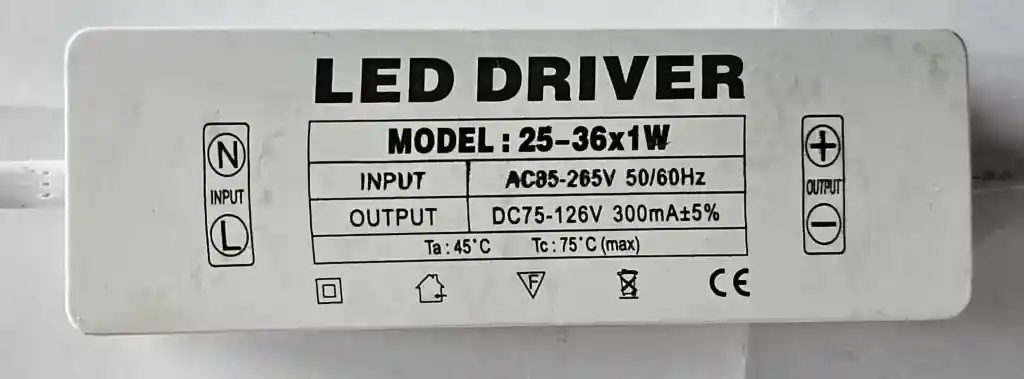 LED DRIVER
MODEL : 25-36x1W
INPUT AC85-265V 50/60Hz
OUTPUT DC75-126V 300mA±5%
Ta : 45°C Tc : 75°C (max)
N
INPUT
L
+
OUTPUT
−
F
CE